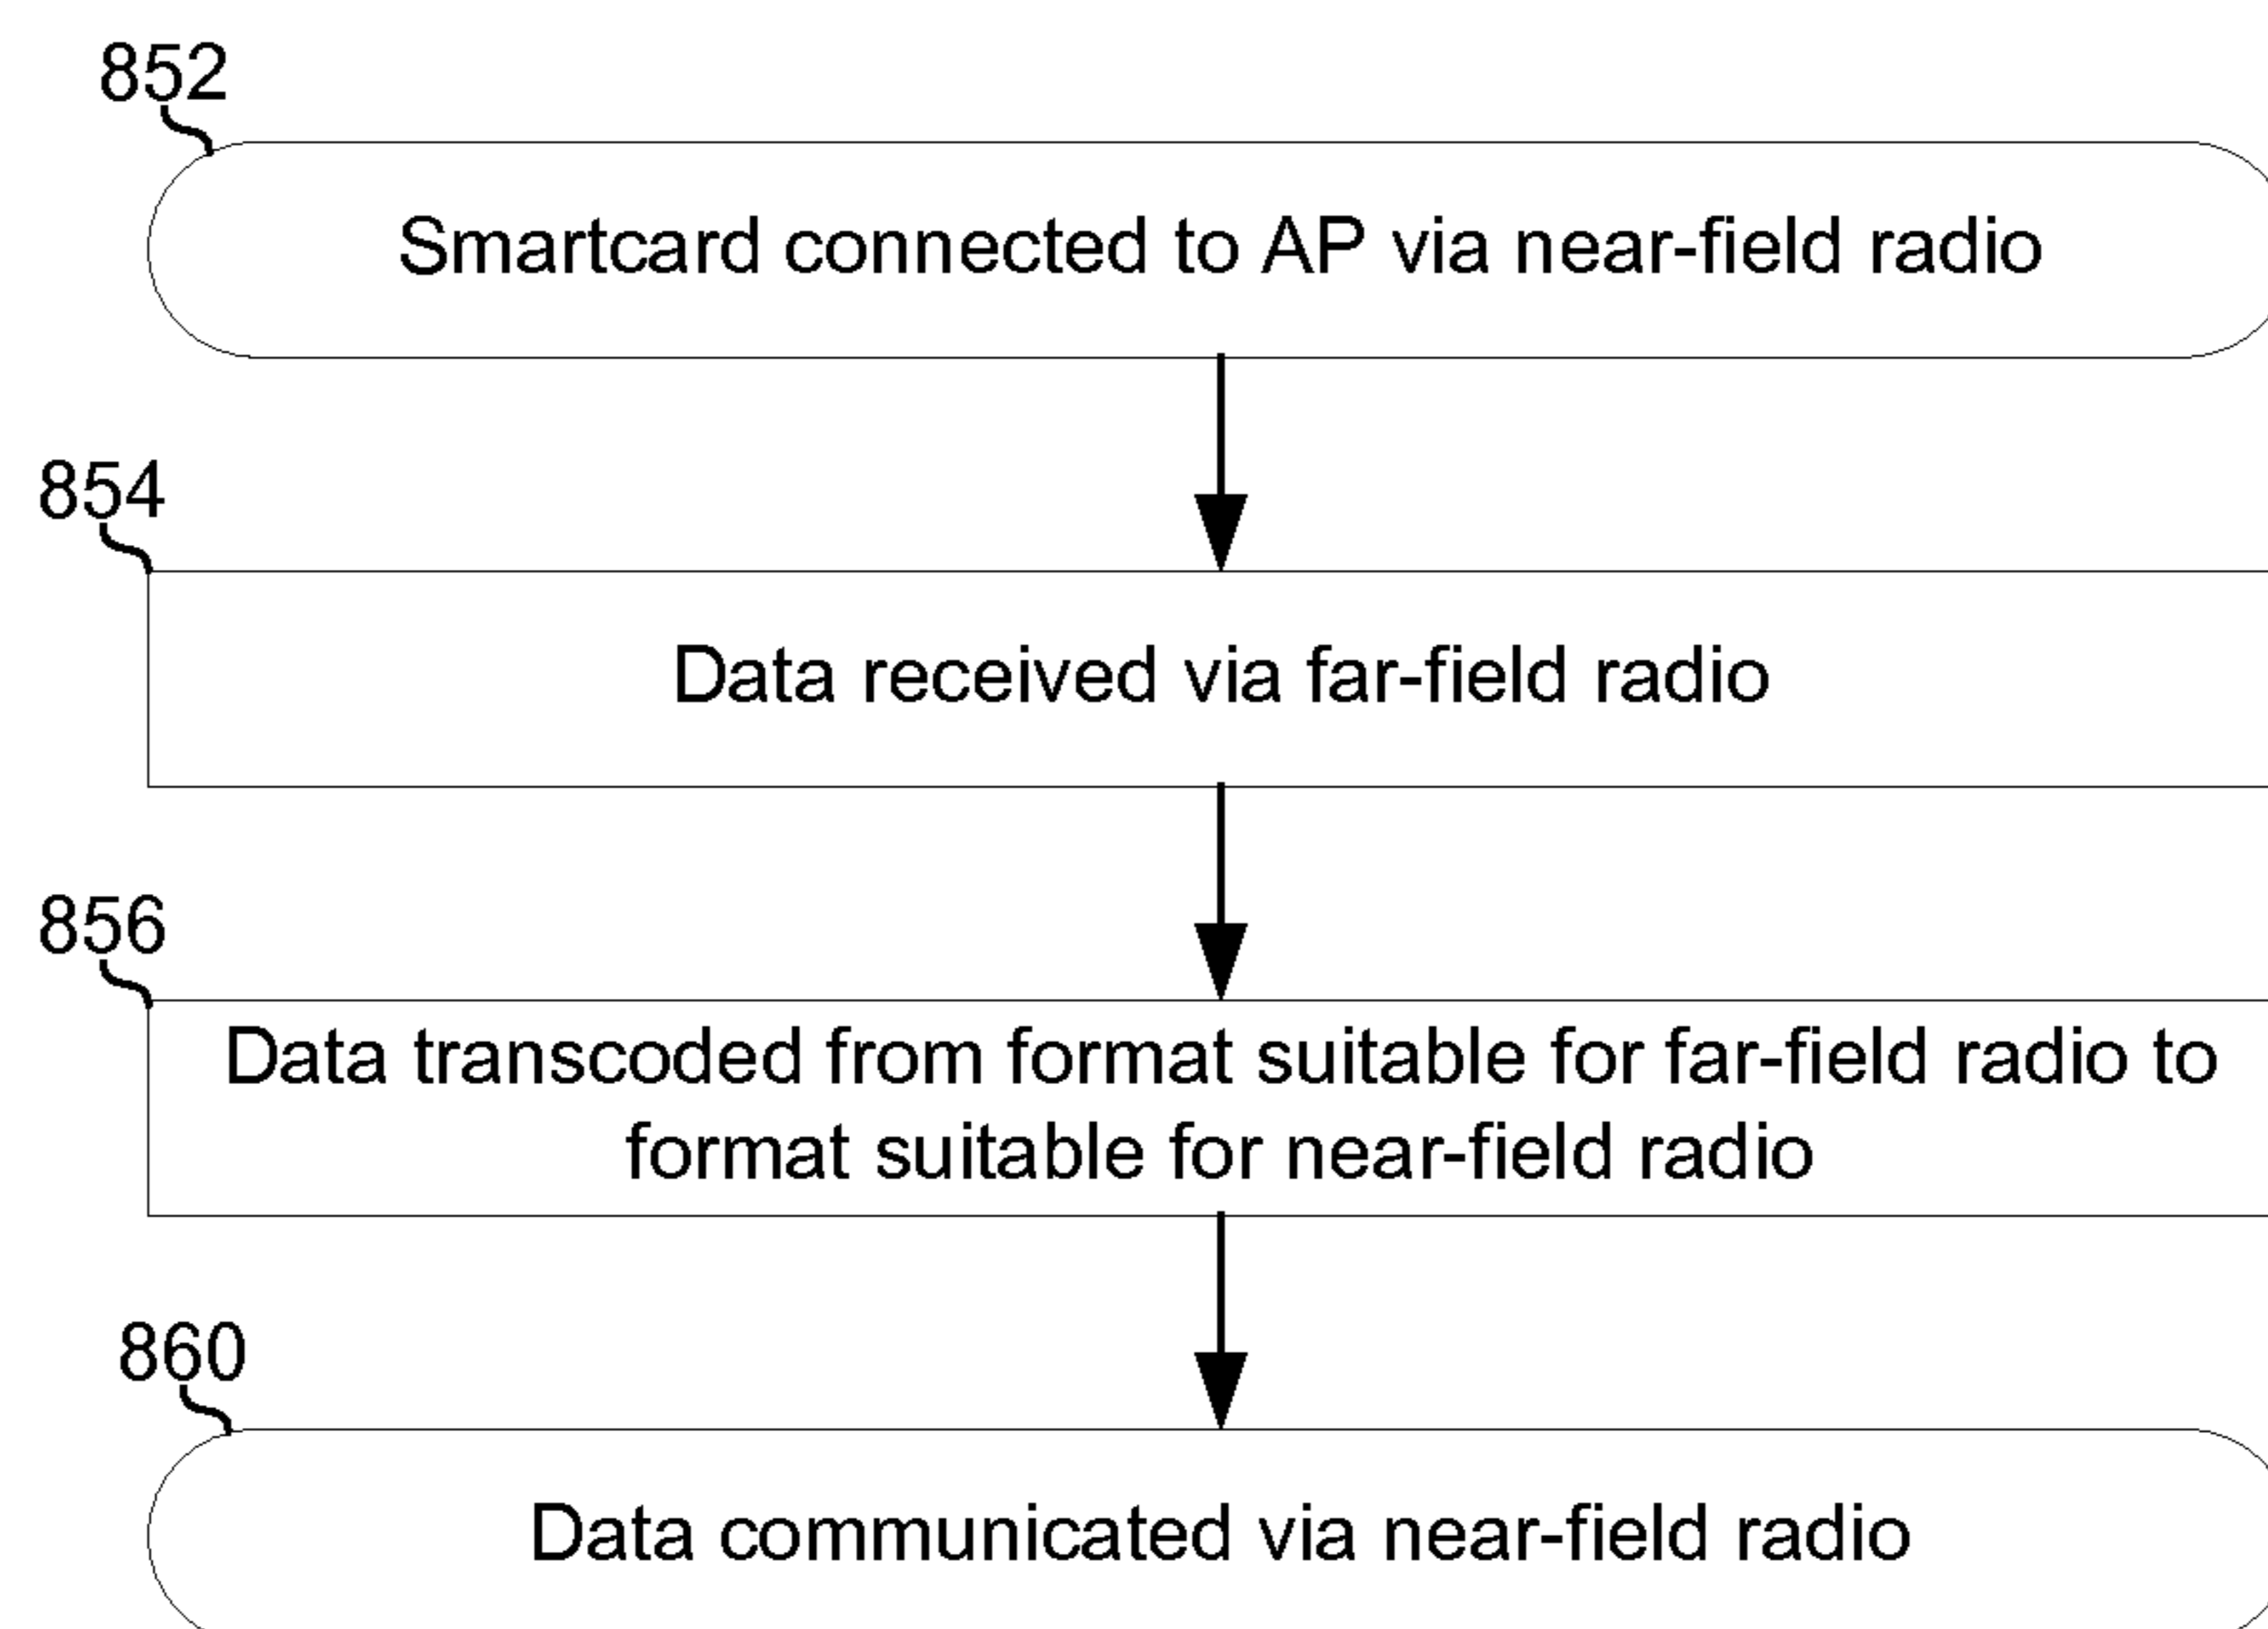 852
Smartcard connected to AP via near-field radio
854
Data received via far-field radio
856
Data transcoded from format suitable for far-field radio to
format suitable for near-field radio
860
Data communicated via near-field radio